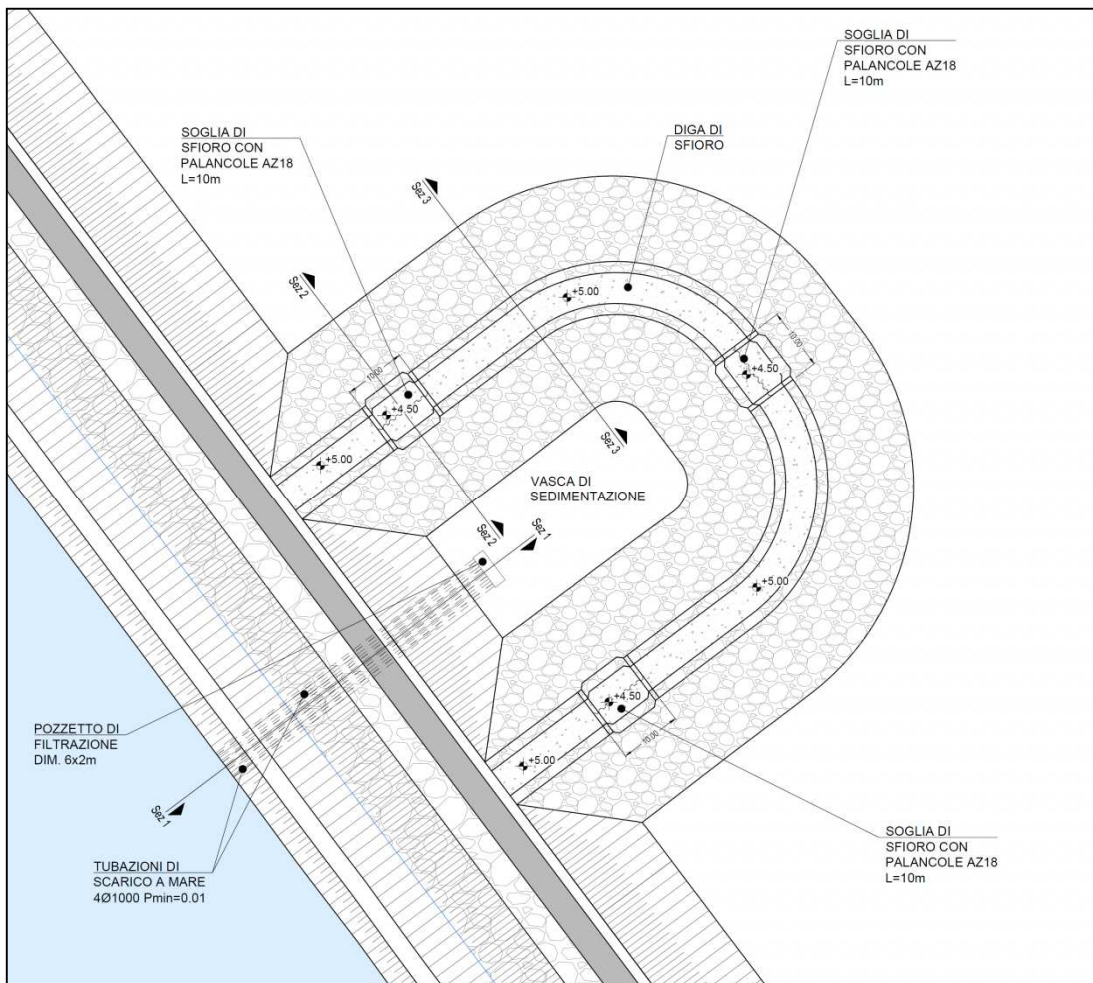 SOGLIA DI
SFIORO CON
PALANCOLE AZ18
L=10m
SOGLIA DI
SFIORO CON
PALANCOLE AZ18
L=10m
DIGA DI
SFIORO
Sez 3
Sez 2
+5.00
10.00
+4.50
10.00
+4.50
+5.00
Sez 3
VASCA DI
SEDIMENTAZIONE
Sez 2
Sez 1
+5.00
+4.50
10.00
+5.00
POZZETTO DI
FILTRAZIONE
DIM. 6x2m
Sez 1
TUBAZIONI DI
SCARICO A MARE
4Ø1000 Pmin=0.01
SOGLIA DI
SFIORO CON
PALANCOLE AZ18
L=10m